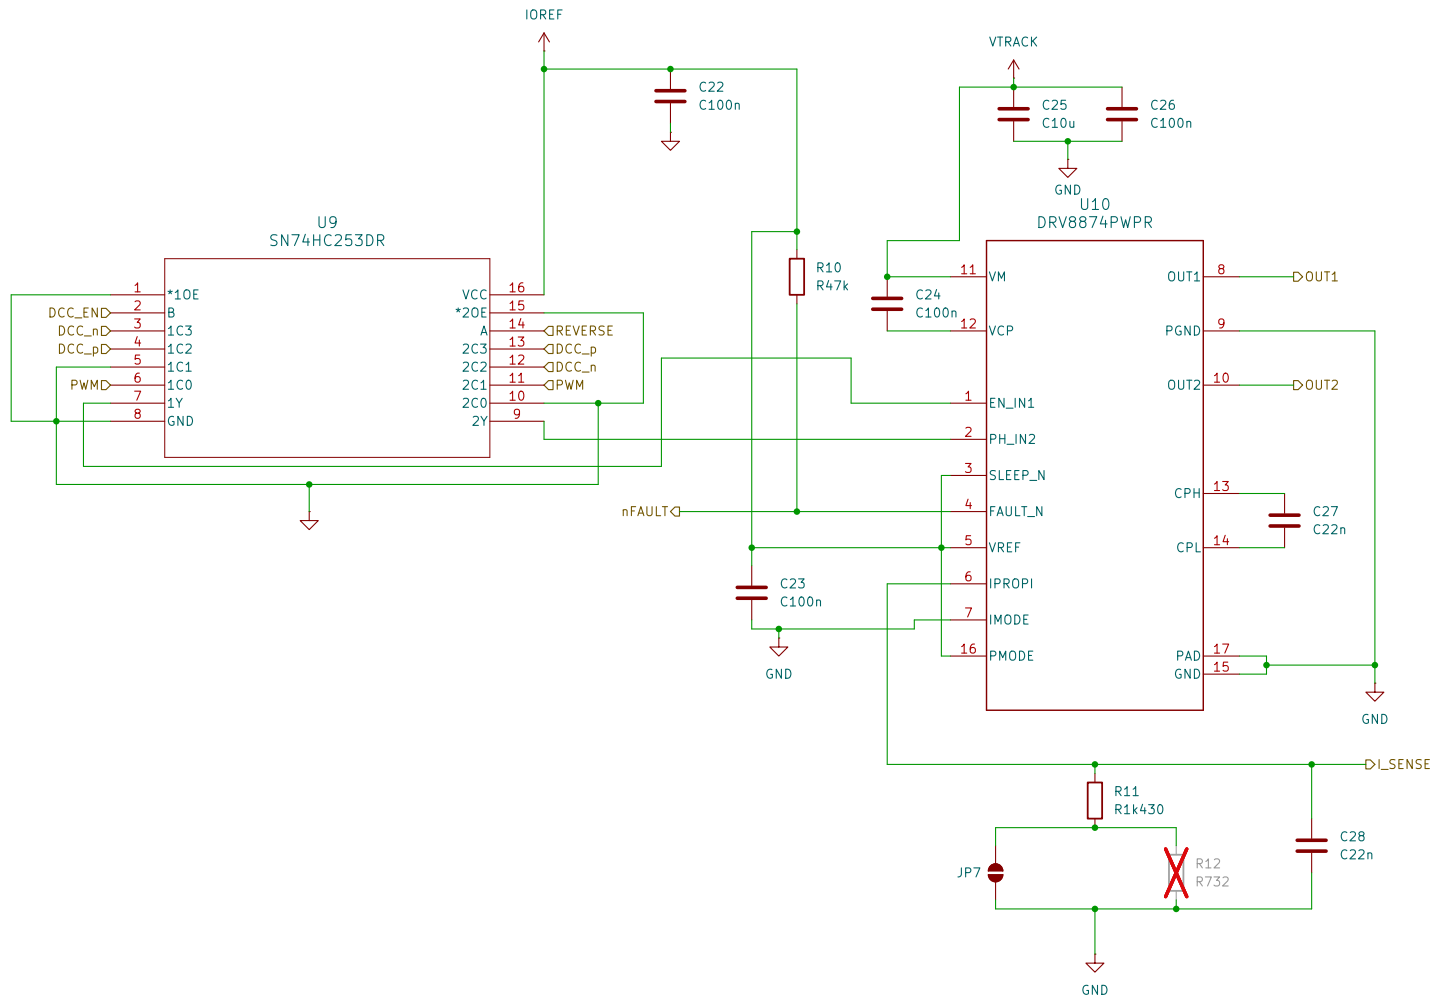 IOREF
VTRACK
C22
C100n
C25
C10u
C26
C100n
GND
U9
SN74HC253DR
U10
DRV8874PWPR
1 *1OE
DCC_EN 2 B
DCC_n 3 1C3
DCC_p 4 1C2
5 1C1
PWM 6 1C0
7 1Y
8 GND
VCC 16
*2OE 15
A 14 REVERSE
2C3 13 DCC_p
2C2 12 DCC_n
2C1 11 PWM
2C0 10
2Y 9
R10
R47k
C24
C100n
11 VM
12 VCP
1 EN_IN1
2 PH_IN2
3 SLEEP_N
nFAULT 4 FAULT_N
5 VREF
6 IPROPI
7 IMODE
16 PMODE
OUT1 8 OUT1
PGND 9
OUT2 10 OUT2
CPH 13
CPL 14
PAD 17
GND 15
C27
C22n
C23
C100n
GND
GND
I_SENSE
R11
R1k430
JP7
R12
R732
C28
C22n
GND